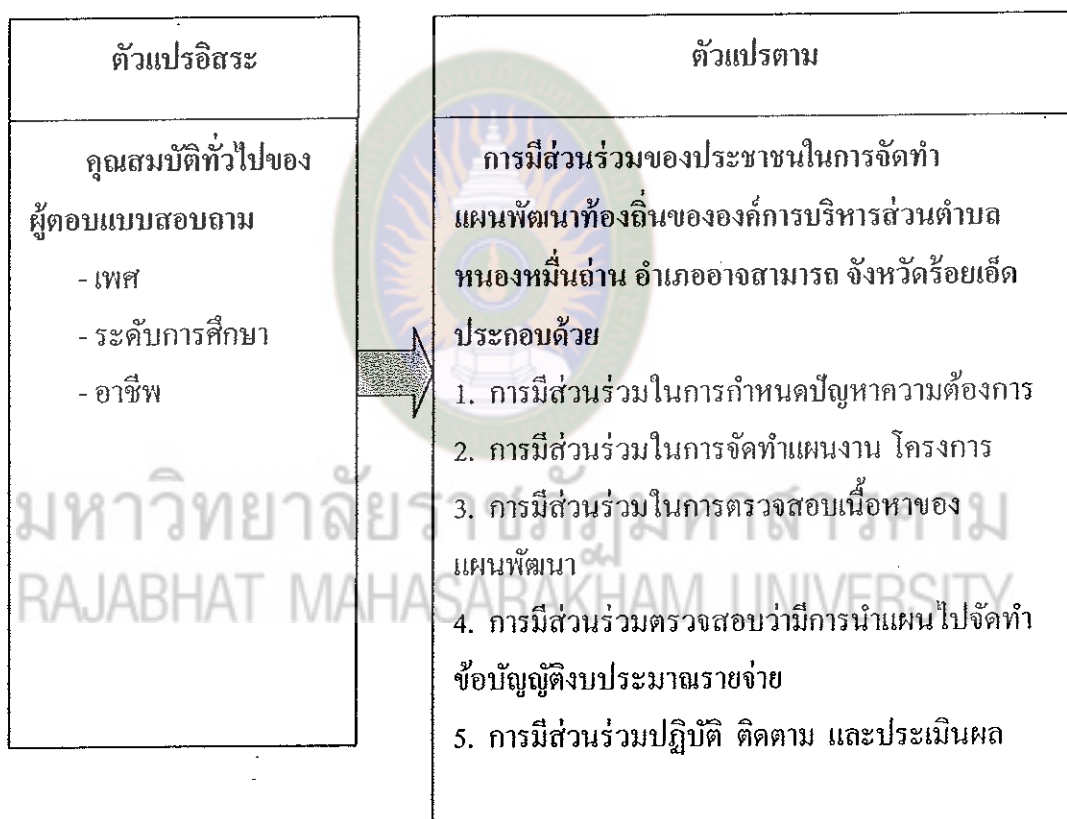 ตัวแปรอิสระ
คุณสมบัติทั่วไปของ
ผู้ตอบแบบสอบถาม
- เพศ
- ระดับการศึกษา
- อาชีพ
ตัวแปรตาม
การมีส่วนร่วมของประชาชนในการจัดทำ
แผนพัฒนาท้องถิ่นขององค์การบริหารส่วนตำบล
หนองหมื่นถ่าน อำเภออาจสามารถ จังหวัดร้อยเอ็ด
ประกอบด้วย
1. การมีส่วนร่วมในการกำหนดปัญหาความต้องการ
2. การมีส่วนร่วมในการจัดทำแผนงาน โครงการ
3. การมีส่วนร่วมในการตรวจสอบเนื้อหาของ
แผนพัฒนา
4. การมีส่วนร่วมตรวจสอบว่ามีการนำแผนไปจัดทำ
ข้อบัญญัติงบประมาณรายจ่าย
5. การมีส่วนร่วมปฏิบัติ ติดตาม และประเมินผล
มหาวิทยาลัยราชภัฏมหาสารคาม
RAJABHAT MAHASARAKHAM UNIVERSITY